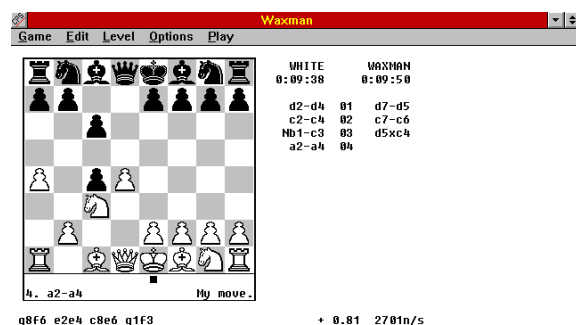 Waxman
Game Edit Level Options Play
WHITE WAXMAN
0:09:38 0:09:50
d2-d4 01 d7-d5
c2-c4 02 c7-c6
Nb1-c3 03 d5xc4
a2-a4 04
4. a2-a4 My move.
g8f6 e2e4 c8e6 g1f3 + 0.81 2701n/s